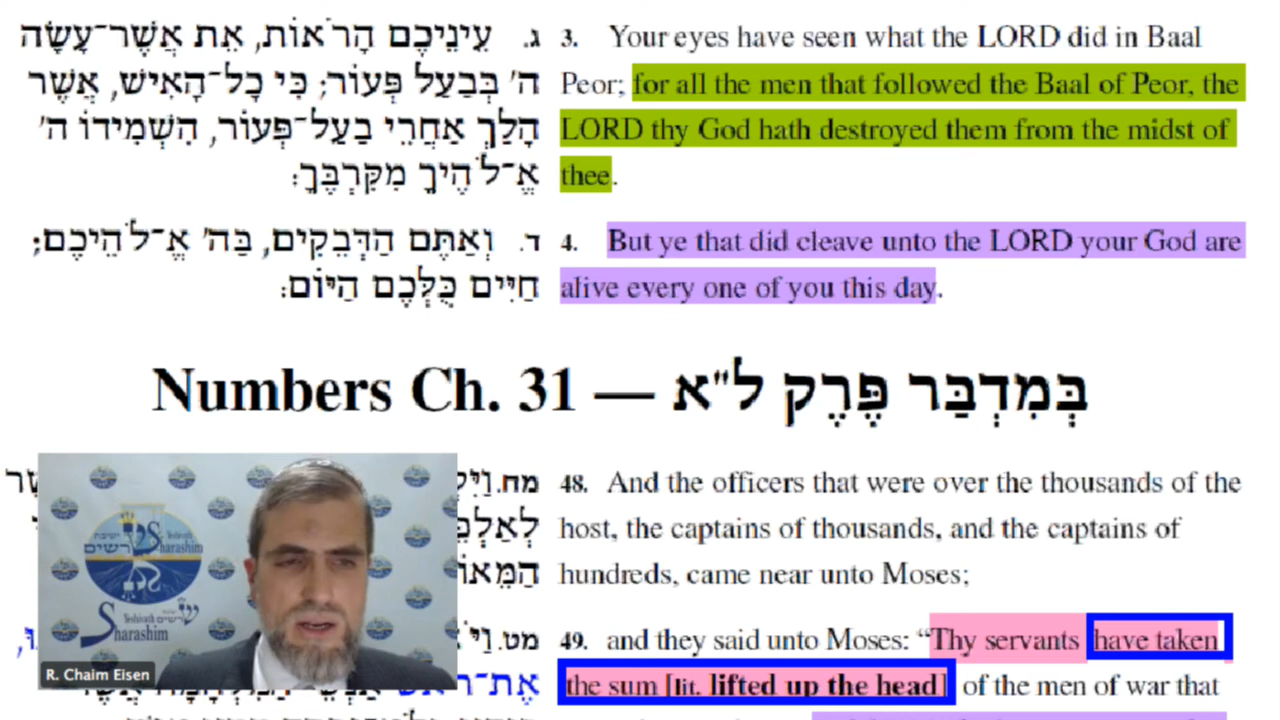 ג. עֵינֵיכֶם הָרֹאוֹת, אֵת אֲשֶׁר־עָשָׂה
ה' בְּבַעַל פְּעוֹר; כִּי כָל־הָאִישׁ, אֲשֶׁר
הָלַךְ אַחֲרֵי בַעַל־פְּעוֹר, הִשְׁמִידוֹ ה'
אֱ־לֹהֶיךָ מִקִּרְבֶּךָ:
3. Your eyes have seen what the LORD did in Baal
Peor; for all the men that followed the Baal of Peor, the
LORD thy God hath destroyed them from the midst of
thee.
ד. וְאַתֶּם הַדְּבֵקִים, בַּה' אֱ־לֹהֵיכֶם;
חַיִּים כֻּלְּכֶם הַיּוֹם:
4. But ye that did cleave unto the LORD your God are
alive every one of you this day.
Numbers Ch. 31 — בְּמִדְבַּר פֶּרֶק ל"א
מח.
48. And the officers that were over the thousands of the
host, the captains of thousands, and the captains of
hundreds, came near unto Moses;
מט.
49. and they said unto Moses: “Thy servants have taken
the sum [lit. lifted up the head] of the men of war that
ישיבת
שרשים
Sharashim
Yeshivath
שרשים
Sharashim
R. Chaim Eisen